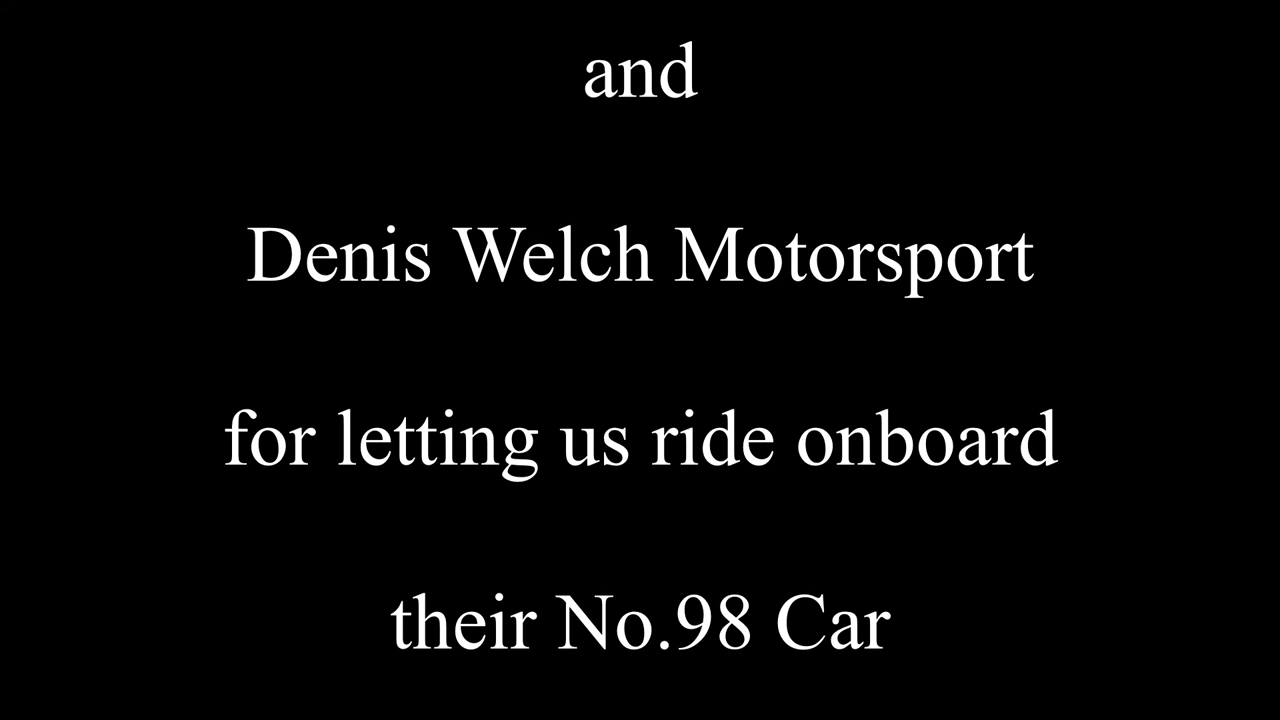 and
Denis Welch Motorsport
for letting us ride onboard
their No.98 Car